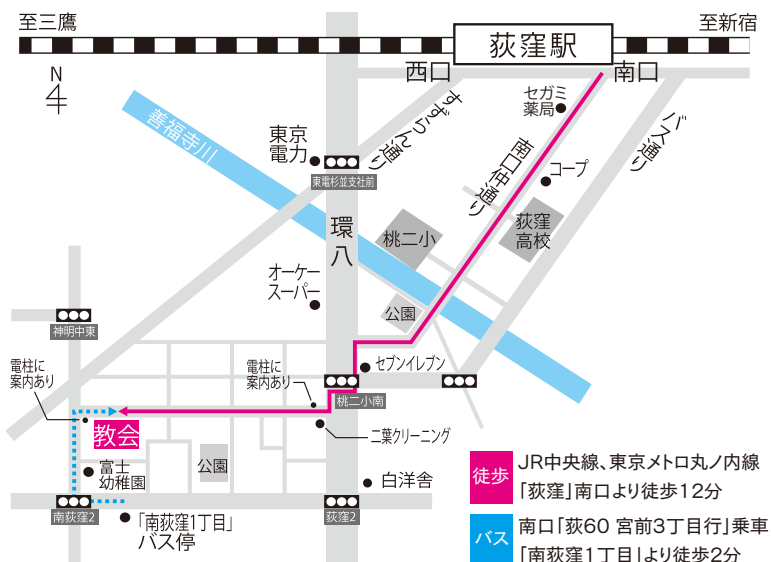 至三鷹
至新宿
荻窪駅
西口
南口
N
セガミ
薬局
すずらん通り
バス通り
善福寺川
東京
電力
東電杉並支社前
南口仲通り
コープ
荻窪
高校
環八
桃二小
オーケー
スーパー
公園
神明中東
電柱に
案内あり
電柱に
案内あり
セブンイレブン
桃二小南
教会
二葉クリーニング
富士
幼稚園
公園
白洋舎
南荻窪2
「南荻窪1丁目」
バス停
荻窪2
徒歩
JR中央線、東京メトロ丸ノ内線
「荻窪」南口より徒歩12分
バス
南口「荻60 宮前3丁目行」乗車
「南荻窪1丁目」より徒歩2分